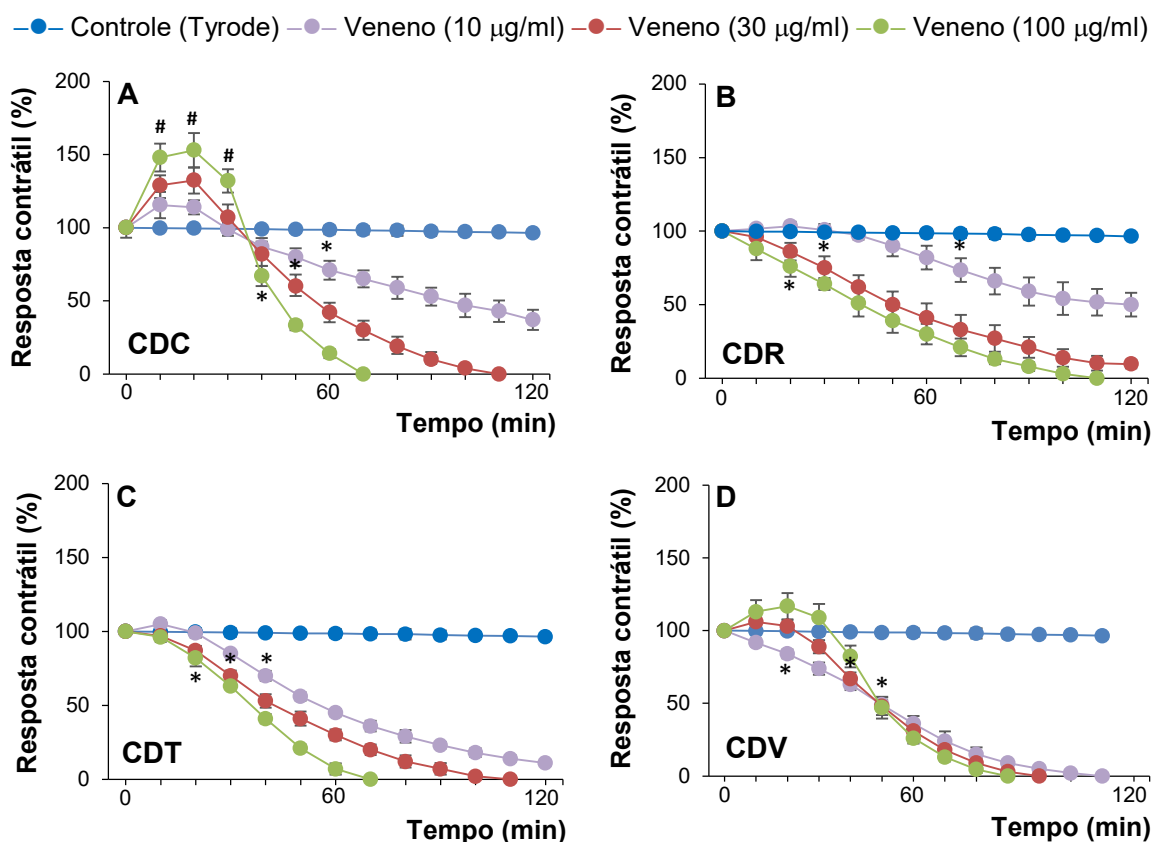 Controle (Tyrode) Veneno (10 µg/ml) Veneno (30 µg/ml) Veneno (100 µg/ml)
A
Resposta contrátil (%)
200
150
100
50
0
# # #
* * *
CDC
0 60 120
Tempo (min)
B
Resposta contrátil (%)
200
150
100
50
0
* * *
CDR
0 60 120
Tempo (min)
C
Resposta contrátil (%)
200
150
100
50
0
* * *
CDT
0 60 120
Tempo (min)
D
Resposta contrátil (%)
200
150
100
50
0
* * *
CDV
0 60 120
Tempo (min)